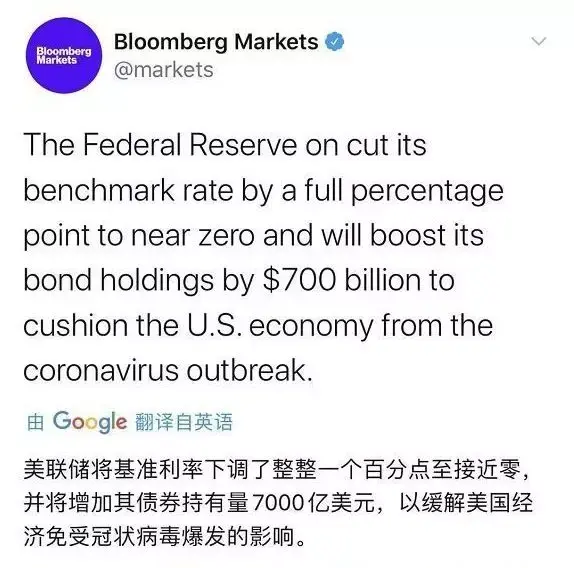 Bloomberg
Markets
Bloomberg Markets
@markets
The Federal Reserve on cut its
benchmark rate by a full percentage
point to near zero and will boost its
bond holdings by $700 billion to
cushion the U.S. economy from the
coronavirus outbreak.
由 Google 翻译自英语
美联储将基准利率下调了整整一个百分点至接近零，
并将增加其债券持有量7000亿美元，以缓解美国经
济免受冠状病毒爆发的影响。